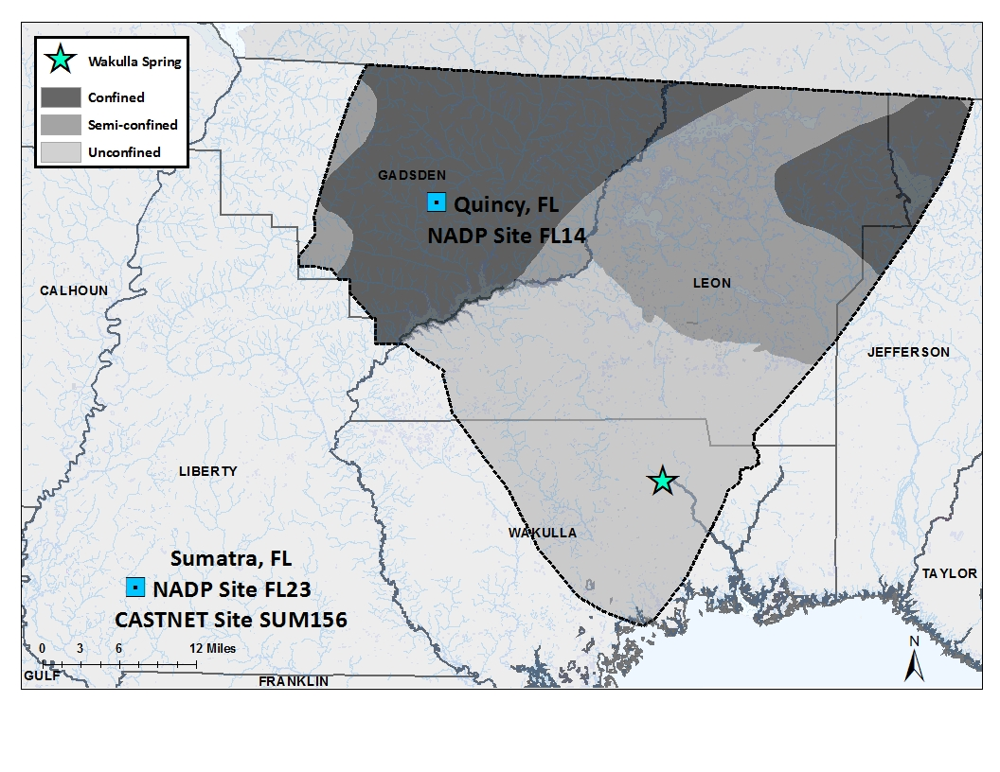 Wakulla Spring
Confined
Semi-confined
Unconfined
GADSDEN
Quincy, FL
NADP Site FL14
CALHOUN
LEON
JEFFERSON
LIBERTY
WAKULLA
Sumatra, FL
NADP Site FL23
CASTNET Site SUM156
TAYLOR
0 3 6 12 Miles
N
GULF
FRANKLIN